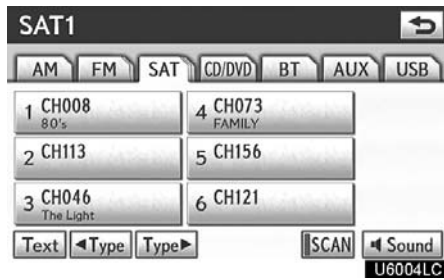 SAT1
AM FM SAT CD/DVD BT AUX USB
1 CH008 4 CH073
80's FAMILY
2 CH113 5 CH156
3 CH046 6 CH121
The Light
Text ◄Type Type► SCAN Sound
U6004LC